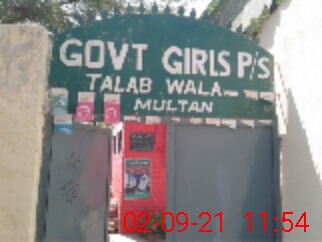 GOVT GIRLS P/S
TALAB WALA
MULTAN
02-09-21 11:54